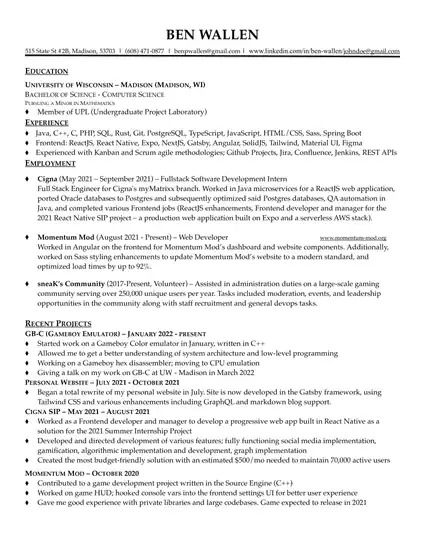 BEN WALLEN
515 State St #2B, Madison, 53703 | (608) 471-0877 | benpwallen@gmail.com | www.linkedin.com/in/ben-wallen/johndoe@gmail.com
EDUCATION
UNIVERSITY OF WISCONSIN – MADISON (MADISON, WI)
BACHELOR OF SCIENCE - COMPUTER SCIENCE
PURSUING A MINOR IN MATHEMATICS
♦ Member of UPL (Undergraduate Project Laboratory)
EXPERIENCE
♦ Java, C++, C, PHP, SQL, Rust, Git, PostgreSQL, TypeScript, JavaScript, HTML/CSS, Sass, Spring Boot
♦ Frontend: ReactJS, React Native, Expo, NextJS, Gatsby, Angular, SolidJS, Tailwind, Material UI, Figma
♦ Experienced with Kanban and Scrum agile methodologies; Github Projects, Jira, Confluence, Jenkins, REST APIs
EMPLOYMENT
♦ Cigna (May 2021 – September 2021) – Fullstack Software Development Intern
Full Stack Engineer for Cigna's myMatrixx branch. Worked in Java microservices for a ReactJS web application,
ported Oracle databases to Postgres and subsequently optimized said Postgres databases, QA automation in
Java, and completed various Frontend jobs (ReactJS enhancements, Frontend developer and manager for the
2021 React Native SIP project – a production web application built on Expo and a serverless AWS stack).
♦ Momentum Mod (August 2021 - Present) – Web Developer www.momentum-mod.org
Worked in Angular on the frontend for Momentum Mod's dashboard and website components. Additionally,
worked on Sass styling enhancements to update Momentum Mod's website to a modern standard, and
optimized load times by up to 92%.
♦ sneaK's Community (2017-Present, Volunteer) – Assisted in administration duties on a large-scale gaming
community serving over 250,000 unique users per year. Tasks included moderation, events, and leadership
opportunities in the community along with staff recruitment and general devops tasks.
RECENT PROJECTS
GB-C (GAMEBOY EMULATOR) – JANUARY 2022 - PRESENT
♦ Started work on a Gameboy Color emulator in January, written in C++
♦ Allowed me to get a better understanding of system architecture and low-level programming
♦ Working on a Gameboy hex disassembler; moving to CPU emulation
♦ Giving a talk on my work on GB-C at UW - Madison in March 2022
PERSONAL WEBSITE – JULY 2021 - OCTOBER 2021
♦ Began a total rewrite of my personal website in July. Site is now developed in the Gatsby framework, using
Tailwind CSS and various enhancements including GraphQL and markdown blog support.
CIGNA SIP – MAY 2021 – AUGUST 2021
♦ Worked as a Frontend developer and manager to develop a progressive web app built in React Native as a
solution for the 2021 Summer Internship Project
♦ Developed and directed development of various features; fully functioning social media implementation,
gamification, algorithmic implementation and development, graph implementation
♦ Created the most budget-friendly solution with an estimated $500/mo needed to maintain 70,000 active users
MOMENTUM MOD – OCTOBER 2020
♦ Contributed to a game development project written in the Source Engine (C++)
♦ Worked on game HUD; hooked console vars into the frontend settings UI for better user experience
♦ Gave me good experience with private libraries and large codebases. Game expected to release in 2021